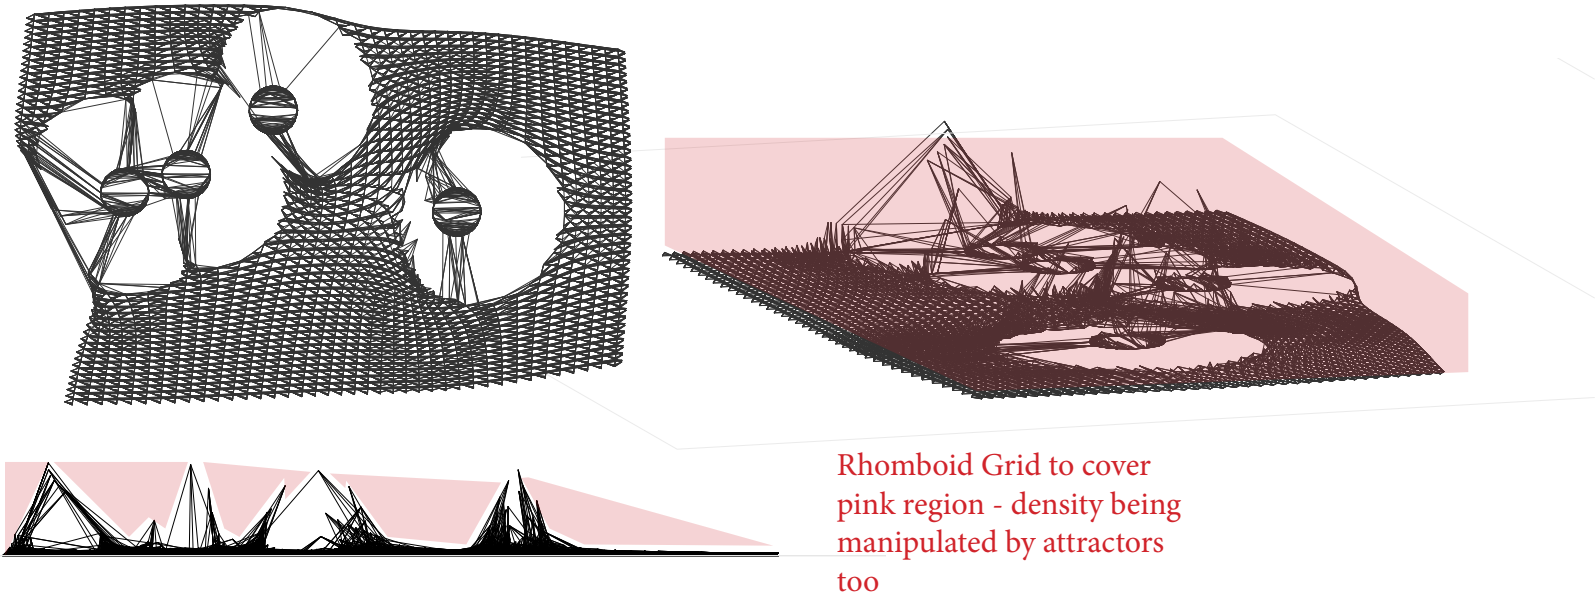 Rhomboid Grid to cover
pink region - density being
manipulated by attractors
too